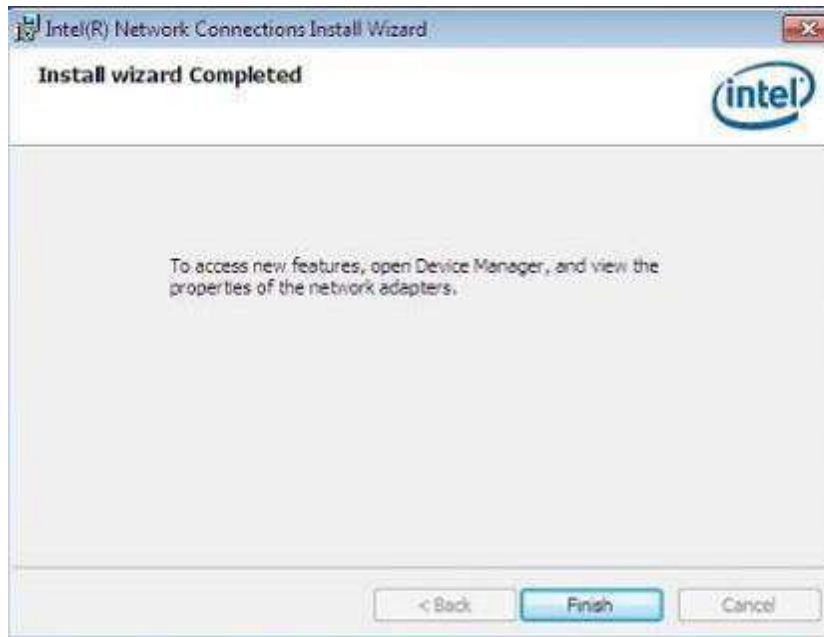 Intel(R) Network Connections Install Wizard
Install wizard Completed
intel
To access new features, open Device Manager, and view the
properties of the network adapters.
< Back
Finish
Cancel